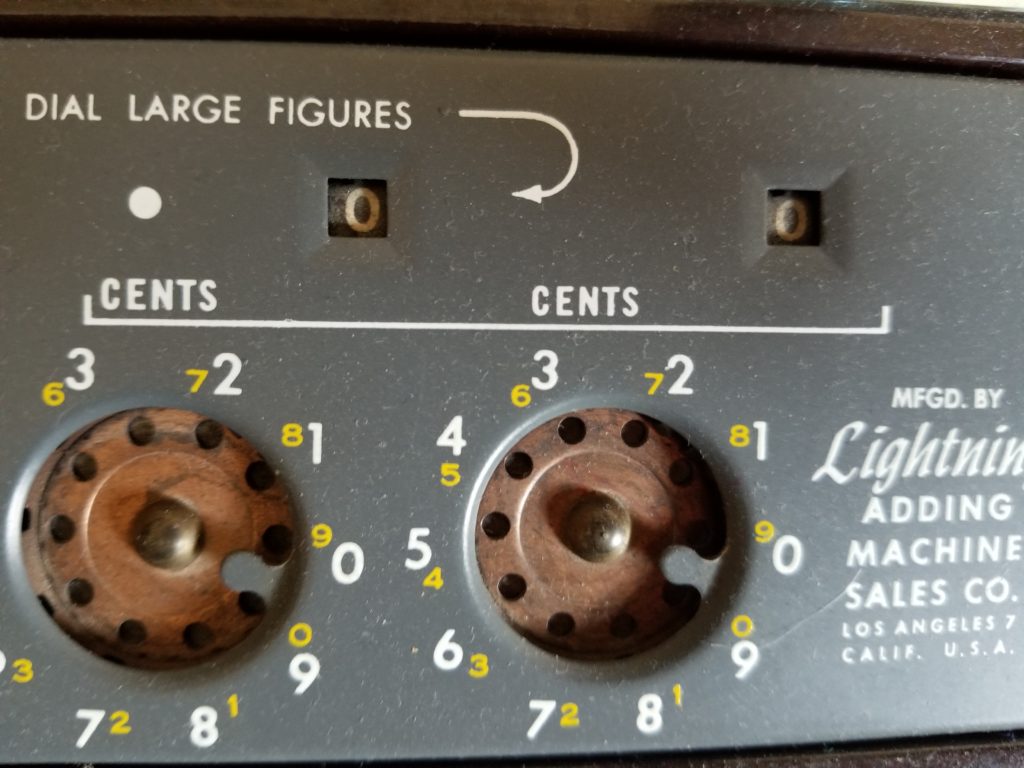 DIAL LARGE FIGURES
0 0
CENTS CENTS
6 3 7 2 6 3 7 2
8 1 4 5 8 1
9 0 5 4 9 0
3 0 9 6 3 0 9
7 2 8 1 7 2 8 1
MFGD. BY
Lightnin
ADDING
MACHINE
SALES CO.
LOS ANGELES 7
CALIF. U.S.A.